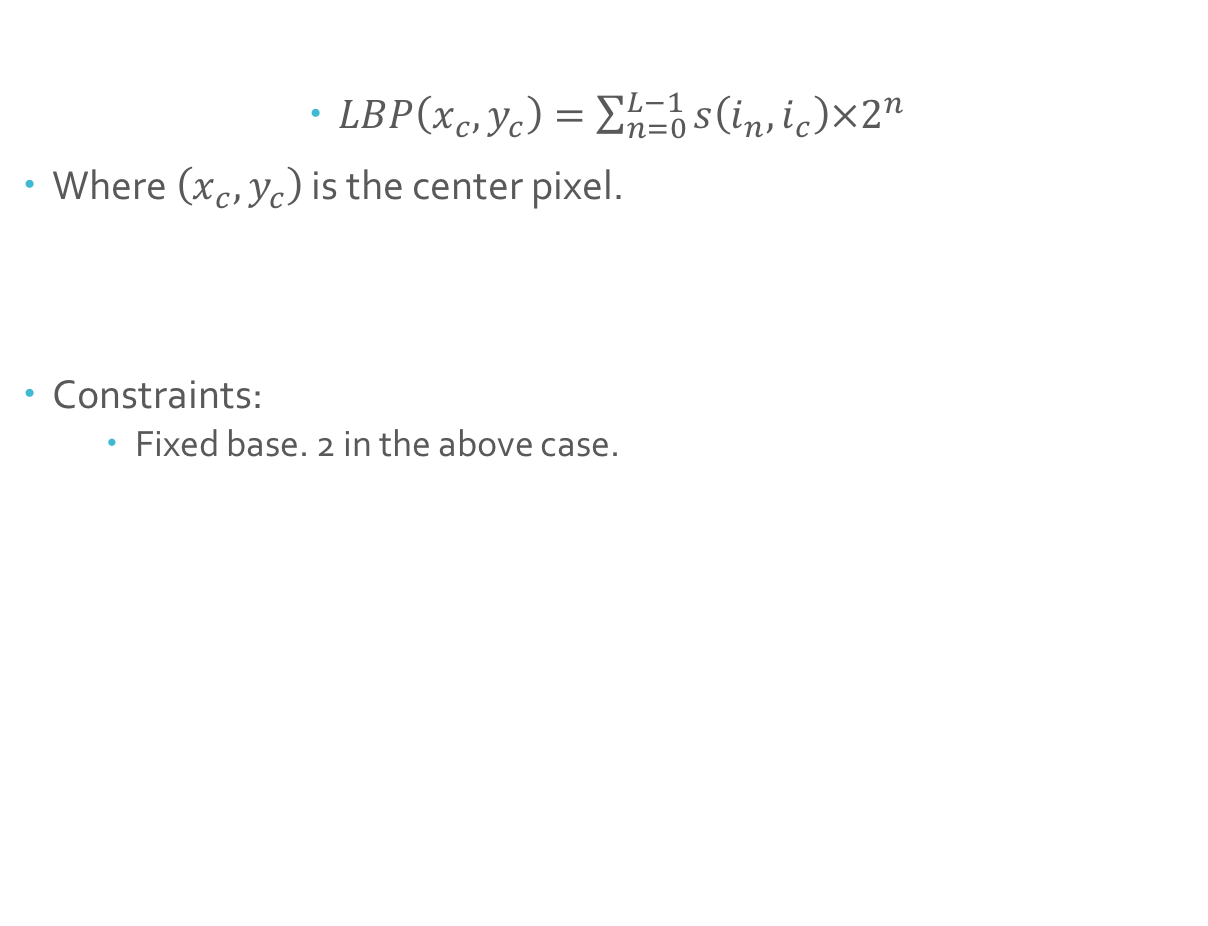 • LBP(x_c, y_c) = ∑_{n=0}^{L−1} s(i_n, i_c)×2^n
• Where (x_c, y_c) is the center pixel.
• Constraints:
• Fixed base. 2 in the above case.